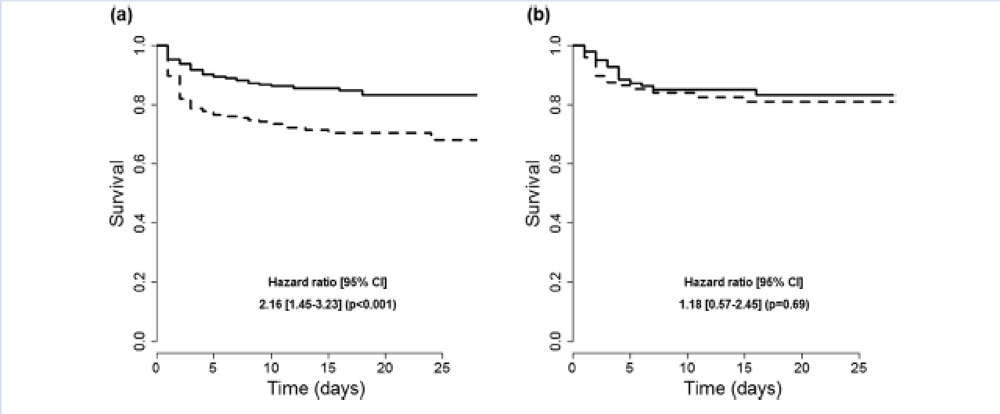 (a)
1.0
0.8
0.6
0.4
0.2
0.0
Survival
Hazard ratio [95% CI]
2.16 [1.45-3.23] (p<0.001)
0 5 10 15 20 25
Time (days)
(b)
1.0
0.8
0.6
0.4
0.2
0.0
Survival
Hazard ratio [95% CI]
1.18 [0.57-2.45] (p=0.69)
0 5 10 15 20 25
Time (days)